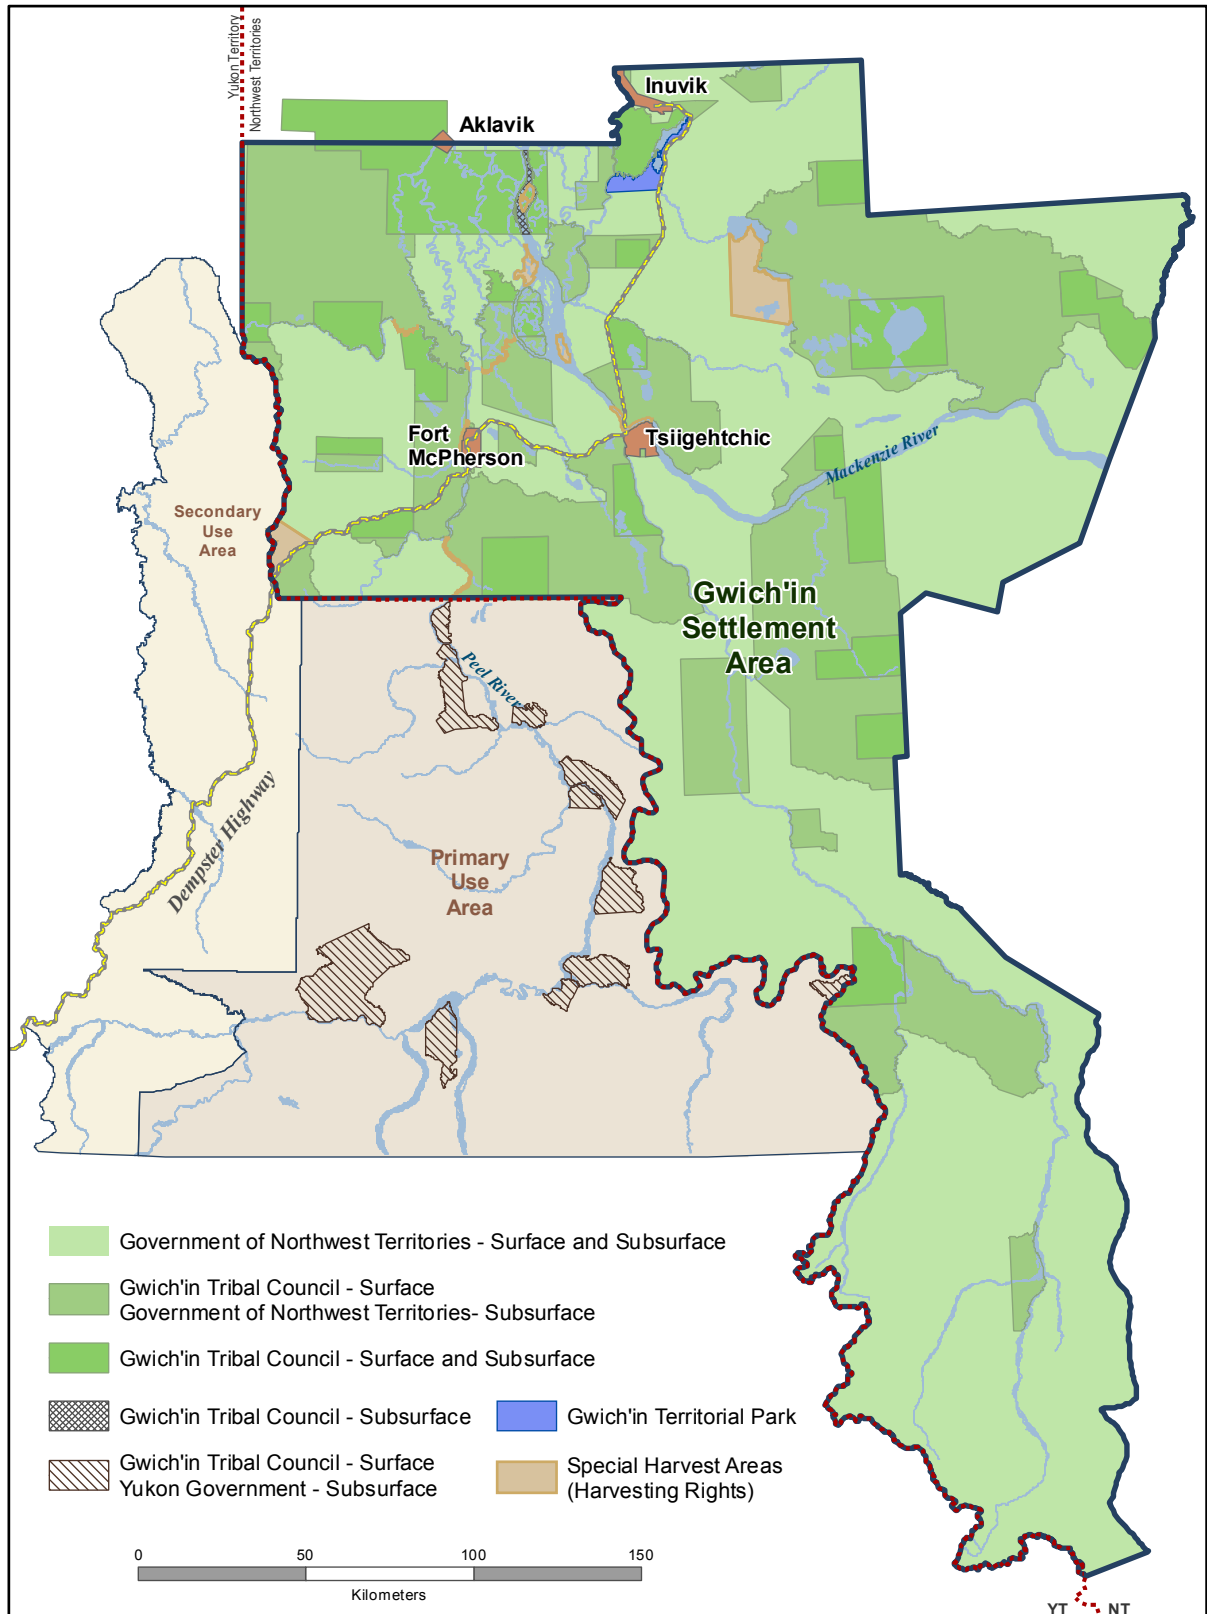 Yukon Territory
Northwest Territories
Inuvik
Aklavik
Fort
McPherson
Tsiigehtchic
Mackenzie River
Secondary
Use
Area
Gwich'in
Settlement
Area
Peel River
Dempster Highway
Primary
Use
Area
Government of Northwest Territories - Surface and Subsurface
Gwich'in Tribal Council - Surface
Government of Northwest Territories- Subsurface
Gwich'in Tribal Council - Surface and Subsurface
Gwich'in Tribal Council - Subsurface
Gwich'in Territorial Park
Gwich'in Tribal Council - Surface
Yukon Government - Subsurface
Special Harvest Areas
(Harvesting Rights)
0 50 100 150
Kilometers
YT NT